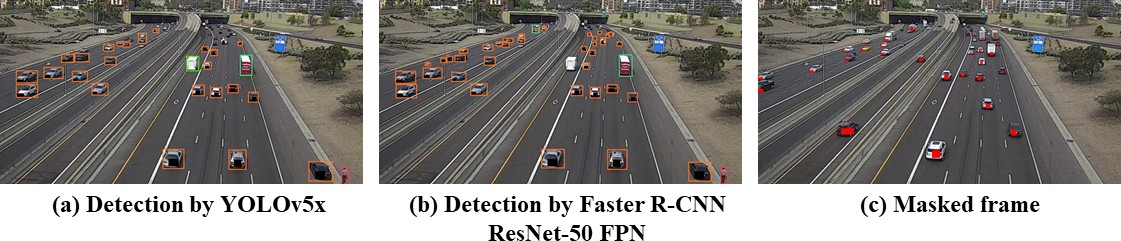 (a) Detection by YOLOv5x
(b) Detection by Faster R-CNN
ResNet-50 FPN
(c) Masked frame